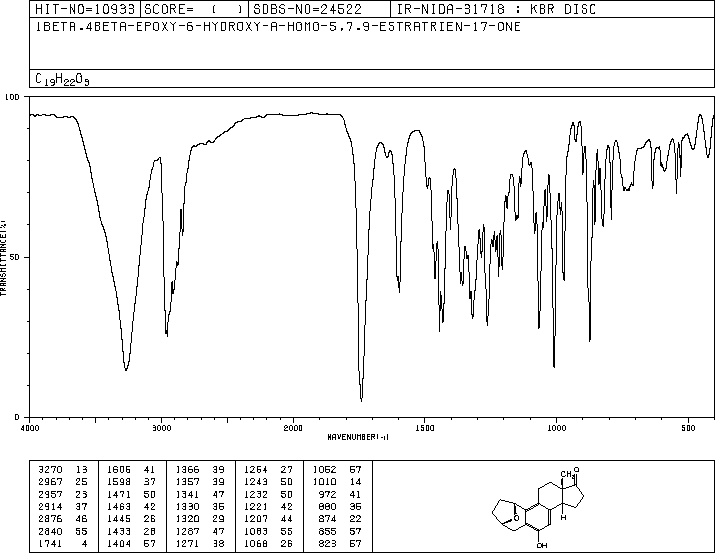 HIT-NO=10933 SCORE= ( ) SDBS-NO=24522 IR-NIDA-31718 : KBR DISC
1BETA,4BETA-EPOXY-6-HYDROXY-A-HOMO-5,7,9-ESTRATRIEN-17-ONE
C19H22O3
100
50
0
TRANSMITTANCE(%)
4000 3000 2000 1500 1000 500
WAVENUMBER(-1)
3270 13 1606 41 1366 39 1264 27 1052 57
2967 25 1598 37 1357 39 1243 50 1010 14
2957 23 1471 50 1341 47 1232 50 972 41
2914 37 1463 42 1330 35 1221 42 880 35
2876 46 1445 26 1320 29 1207 44 874 22
2840 55 1433 28 1287 47 1083 55 855 57
1741 4 1404 57 1271 38 1068 26 823 57
CH3
O
O
H
OH